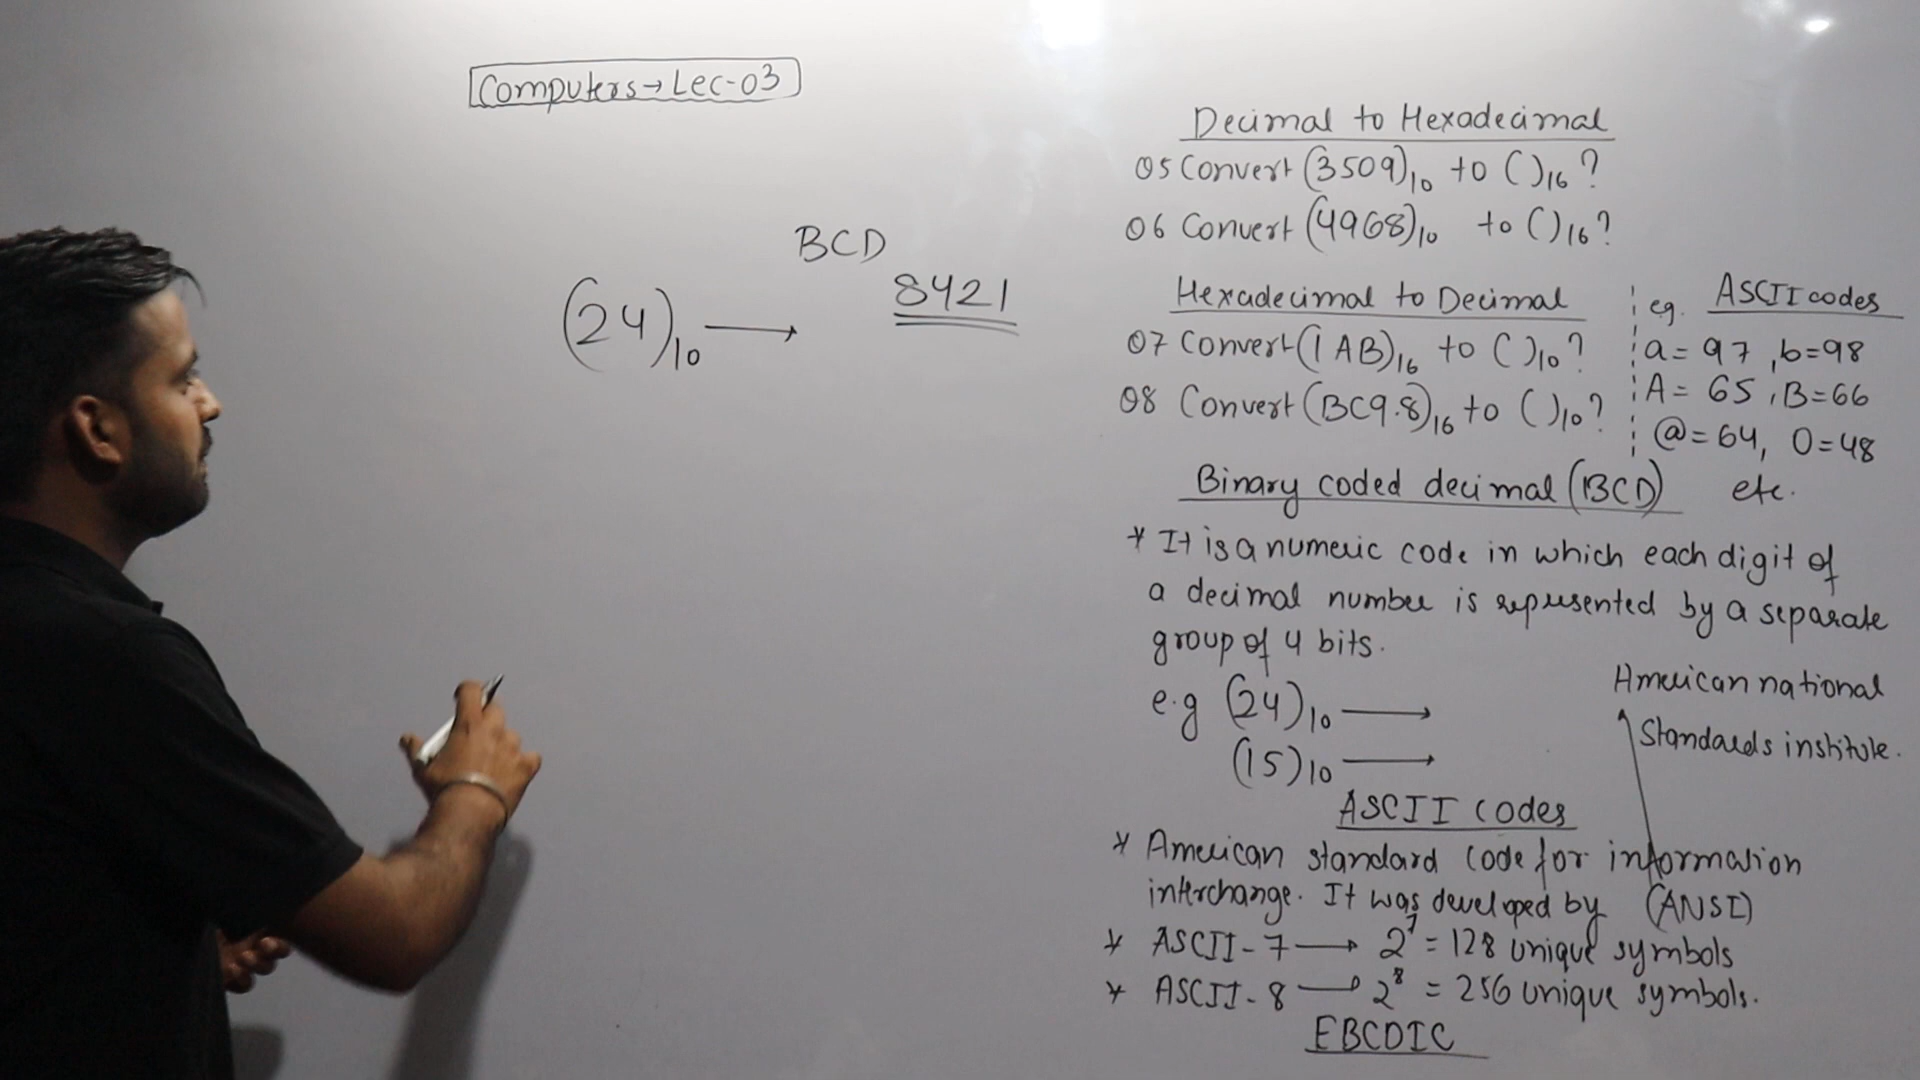 Computers → Lec-03
BCD
8421
(24)₁₀ →
Decimal to Hexadecimal
Q5 Convert (3509)₁₀ to ( )₁₆ ?
Q6 Convert (4968)₁₀ to ( )₁₆ ?
Hexadecimal to Decimal
Q7 Convert (1AB)₁₆ to ( )₁₀ ?
Q8 Convert (BC9.8)₁₆ to ( )₁₀ ?
eg. ASCII codes
a = 97, b=98
A = 65, B=66
@ = 64, 0=48
etc.
Binary coded decimal (BCD)
* It is a numeric code in which each digit of
a decimal number is represented by a separate
group of 4 bits.
e.g (24)₁₀ →
(15)₁₀ →
American national
Standards institute.
ASCII codes
* American standard code for information
interchange. It was developed by (ANSI)
* ASCII-7 → 2⁷ = 128 unique symbols
* ASCII-8 → 2⁸ = 256 unique symbols.
EBCDIC